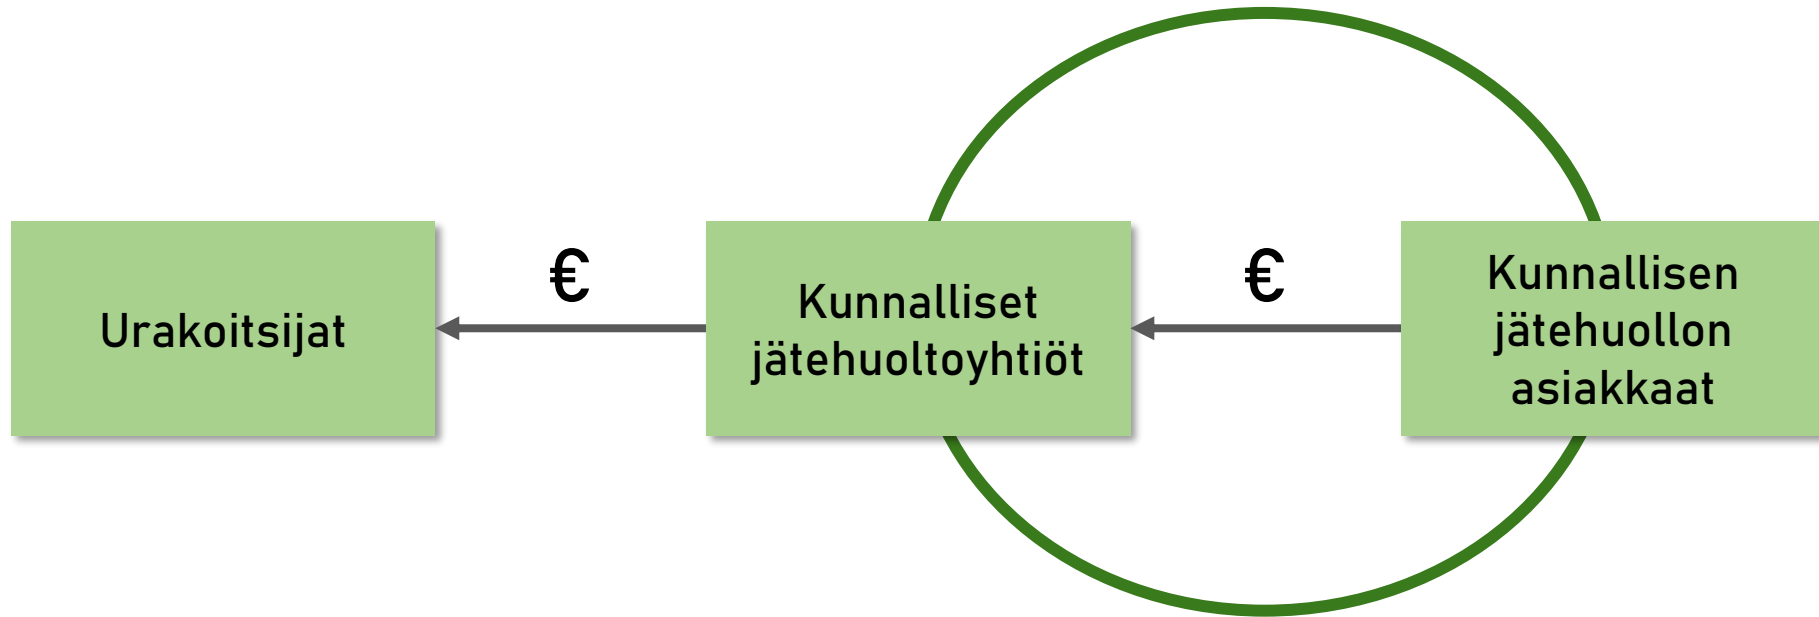 Urakoitsijat
€
Kunnalliset
jätehuoltoyhtiöt
€
Kunnallisen
jätehuollon
asiakkaat